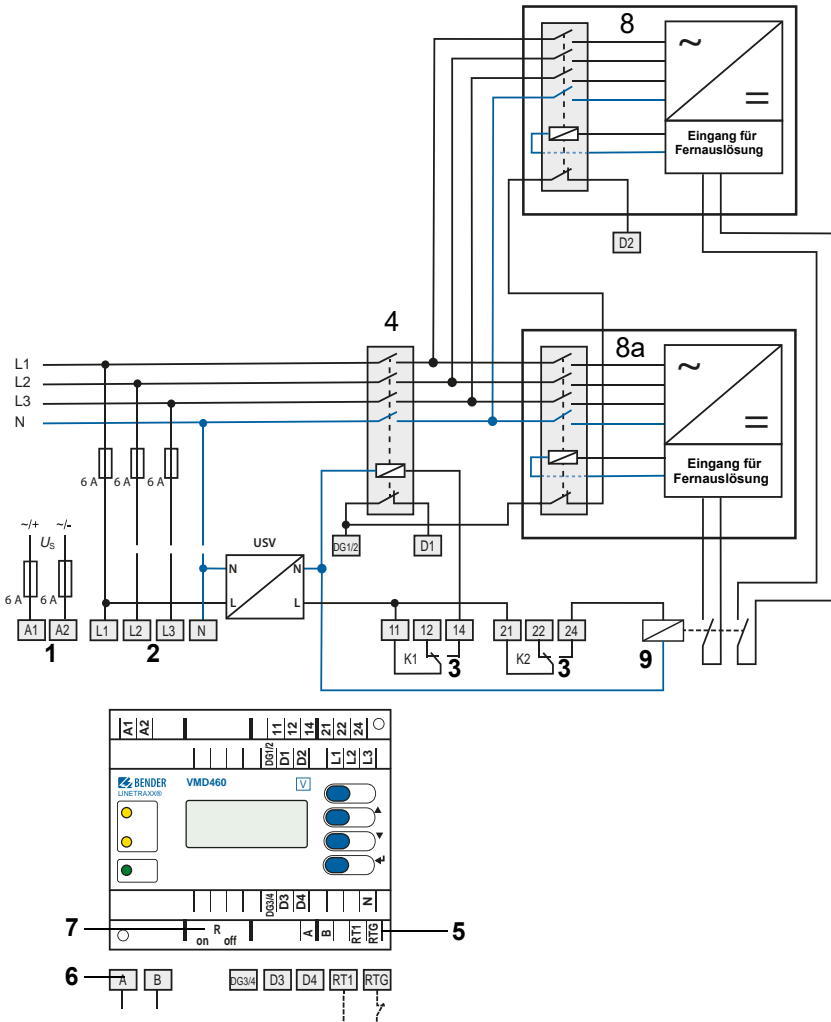 8
~
=
Eingang für
Fernauslösung
D2
4
8a
L1
L2
L3
N
~
=
Eingang für
Fernauslösung
6 A
6 A
6 A
~/+
~/-
US
USV
DG1/2
D1
N
N
6 A
6 A
L
L
A1
A2
L1
L2
L3
N
11
12
14
21
22
24
1
2
K1
3
K2
3
9
A1
A2
11
12
14
21
22
24
DG1/2
D1
D2
L1
L2
L3
BENDER
LINETRAXX®
VMD460
V
DG3/4
D3
D4
N
7
R
on off
A
B
RT1
RTG
5
6
A
B
DG3/4
D3
D4
RT1
RTG